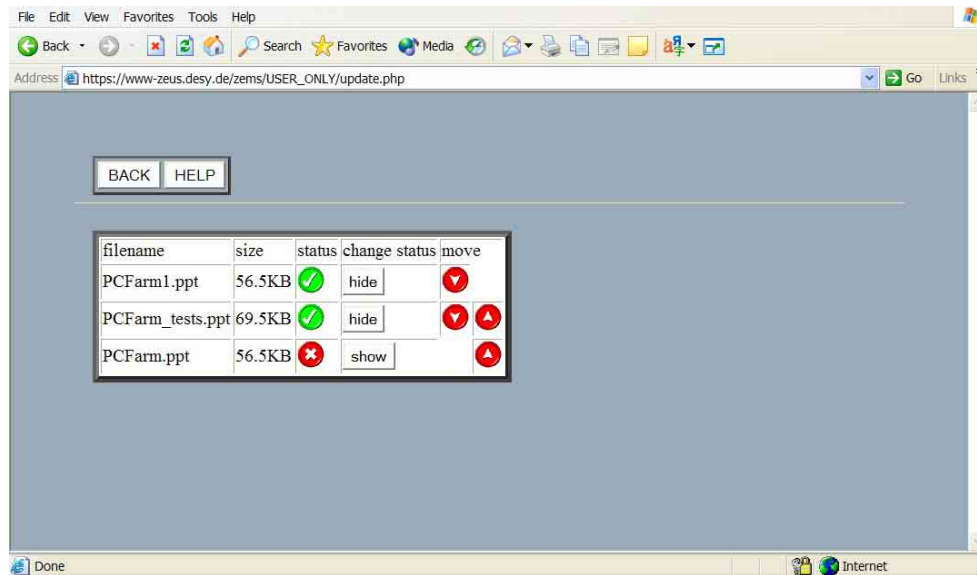 File Edit View Favorites Tools Help
Back Search Favorites Media
Address https://www-zeus.desy.de/zems/USER_ONLY/update.php Go Links
BACK HELP
filename size status change status move
PCFarm1.ppt 56.5KB hide
PCFarm_tests.ppt 69.5KB hide
PCFarm.ppt 56.5KB show
Done Internet